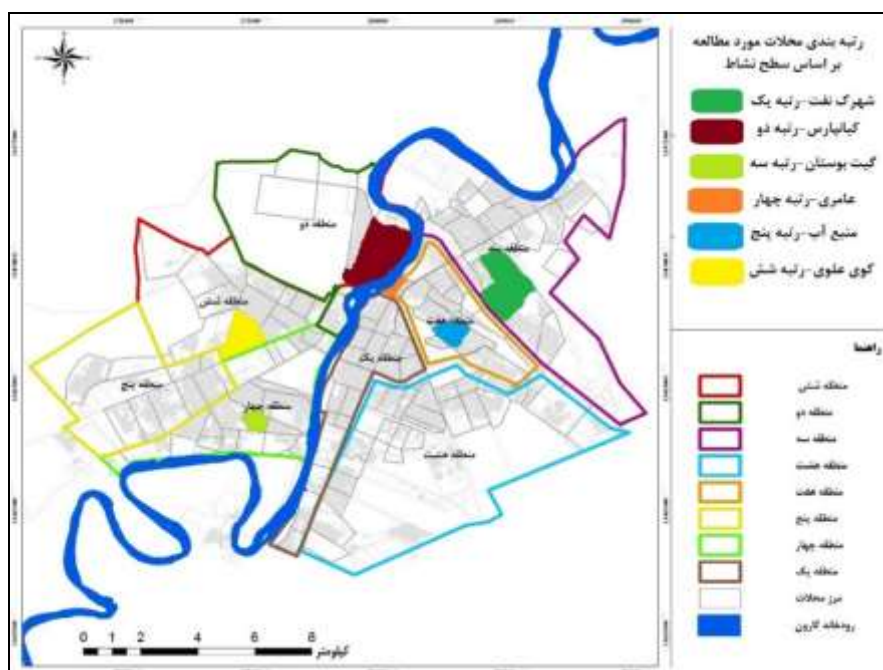 رتبه بندی محلات مورد مطالعه
بر اساس سطح نشاط
شهرک نفت-رتبه یک
کیانپارس-رتبه دو
گیت بوستان-رتبه سه
عامری-رتبه چهار
منبع آب-رتبه پنج
کوی علوی-رتبه شش
راهنما
منطقه شش
منطقه دو
منطقه سه
منطقه هشت
منطقه هفت
منطقه پنج
منطقه چهار
منطقه یک
مرز محلات
رودخانه کارون
منطقه دو
منطقه سه
منطقه شش
منطقه هفت
منطقه یک
منطقه پنج
منطقه چهار
منطقه هشت
0 1 2 4 6 8
کیلومتر